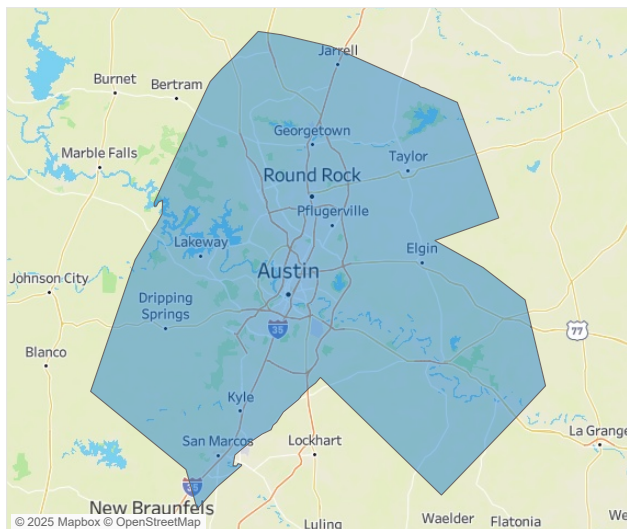 Jarrell
Burnet
Bertram
Georgetown
Marble Falls
Taylor
Round Rock
Pflugerville
Lakeway
Elgin
Austin
Johnson City
Dripping
Springs
35
77
Blanco
Kyle
La Grange
San Marcos
Lockhart
35
New Braunfels
Waelder
Flatonia
We
Luling
© 2025 Mapbox © OpenStreetMap